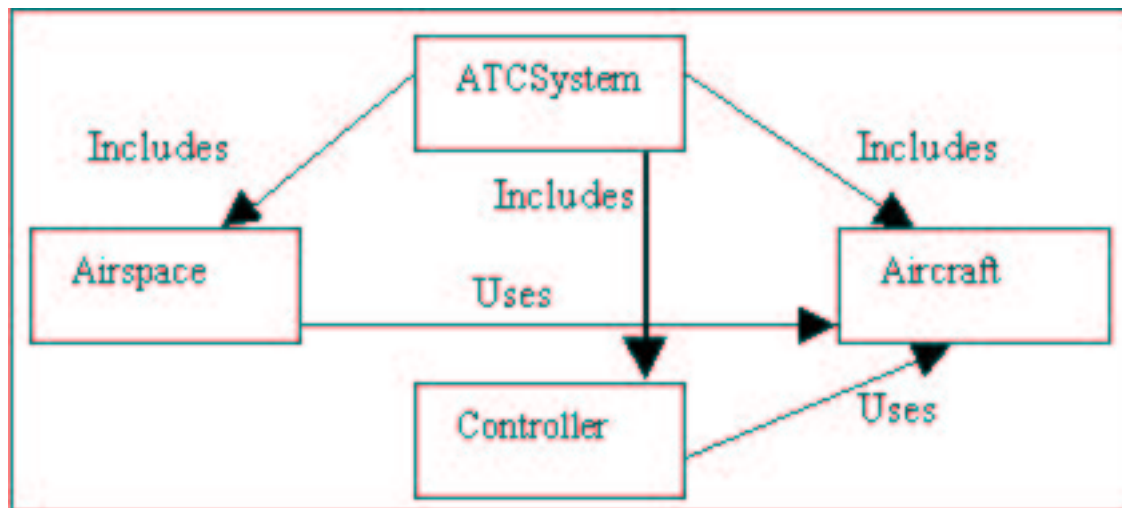 ATCSystem
Includes
Includes
Includes
Airspace
Aircraft
Uses
Controller
Uses